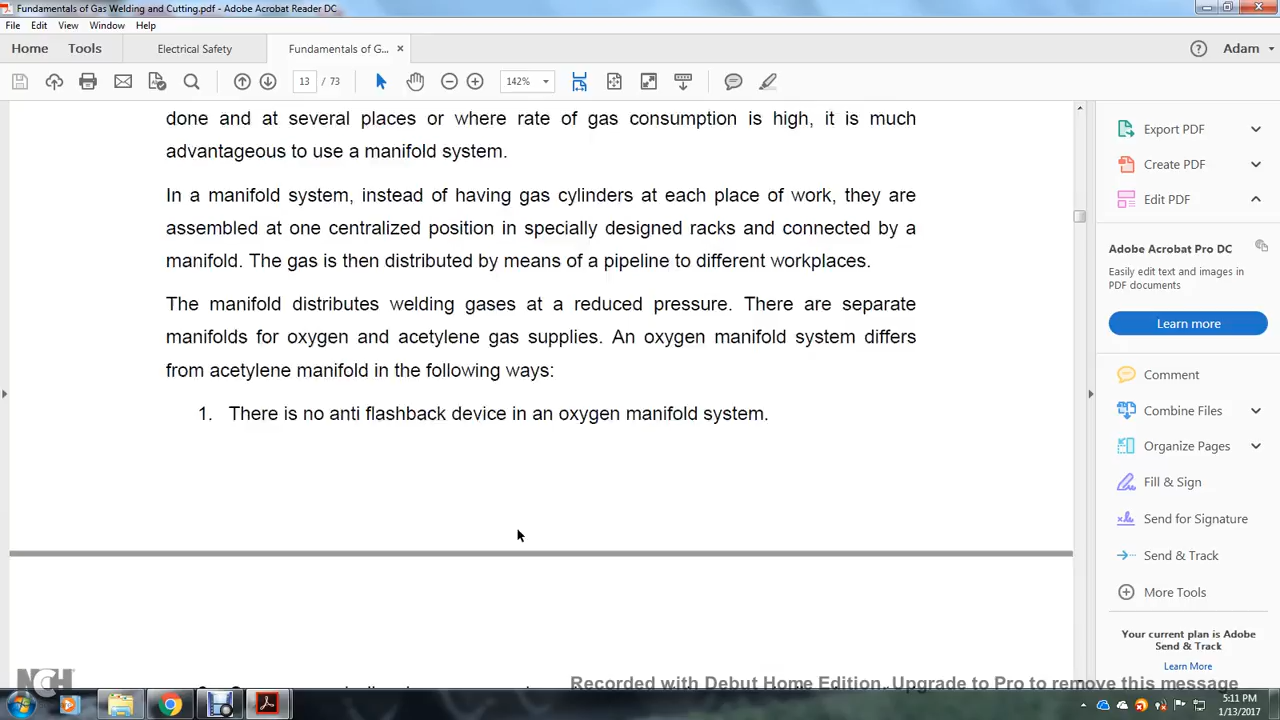 Fundamentals of Gas Welding and Cutting.pdf - Adobe Acrobat Reader DC
File Edit View Window Help
Home Tools Electrical Safety Fundamentals of G... × Adam
13 / 73 142%
done and at several places or where rate of gas consumption is high, it is much
advantageous to use a manifold system.
In a manifold system, instead of having gas cylinders at each place of work, they are
assembled at one centralized position in specially designed racks and connected by a
manifold. The gas is then distributed by means of a pipeline to different workplaces.
The manifold distributes welding gases at a reduced pressure. There are separate
manifolds for oxygen and acetylene gas supplies. An oxygen manifold system differs
from acetylene manifold in the following ways:
1. There is no anti flashback device in an oxygen manifold system.
Export PDF
Create PDF
Edit PDF
Adobe Acrobat Pro DC
Easily edit text and images in
PDF documents
Learn more
Comment
Combine Files
Organize Pages
Fill & Sign
Send for Signature
Send & Track
More Tools
Your current plan is Adobe
Send & Track
Learn More
NCH
Recorded with Debut Home Edition. Upgrade to Pro to remove this message
5:11 PM
1/13/2017